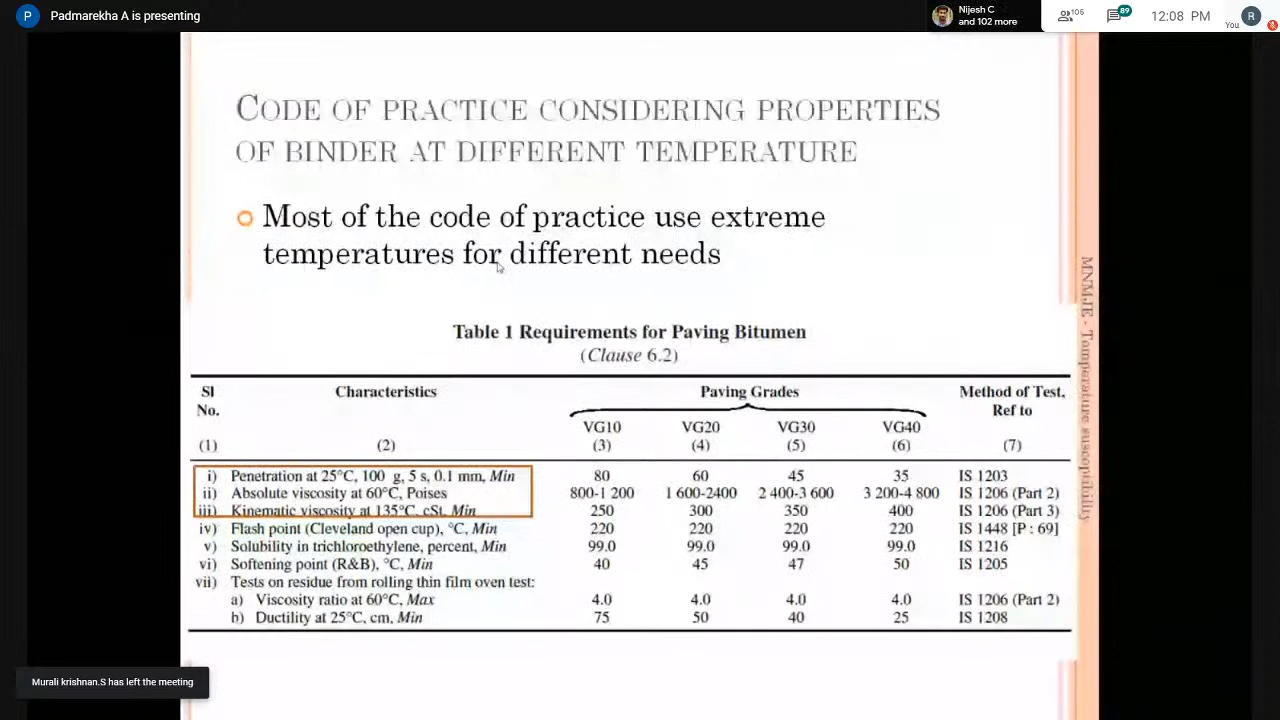 P Padmarekha A is presenting
Nijesh C
and 102 more
105
89
12:08 PM
You
R
CODE OF PRACTICE CONSIDERING PROPERTIES
OF BINDER AT DIFFERENT TEMPERATURE
Most of the code of practice use extreme
temperatures for different needs
MNMJE - Temperature susceptibility
Table 1 Requirements for Paving Bitumen
(Clause 6.2)
Sl No. Characteristics Paving Grades Method of Test, Ref to
VG10 VG20 VG30 VG40
(1) (2) (3) (4) (5) (6) (7)
i) Penetration at 25°C, 100 g, 5 s, 0.1 mm, Min 80 60 45 35 IS 1203
ii) Absolute viscosity at 60°C, Poises 800-1 200 1 600-2400 2 400-3 600 3 200-4 800 IS 1206 (Part 2)
iii) Kinematic viscosity at 135°C, cSt, Min 250 300 350 400 IS 1206 (Part 3)
iv) Flash point (Cleveland open cup), °C, Min 220 220 220 220 IS 1448 [P : 69]
v) Solubility in trichloroethylene, percent, Min 99.0 99.0 99.0 99.0 IS 1216
vi) Softening point (R&B), °C, Min 40 45 47 50 IS 1205
vii) Tests on residue from rolling thin film oven test:
a) Viscosity ratio at 60°C, Max 4.0 4.0 4.0 4.0 IS 1206 (Part 2)
b) Ductility at 25°C, cm, Min 75 50 40 25 IS 1208
Murali krishnan.S has left the meeting